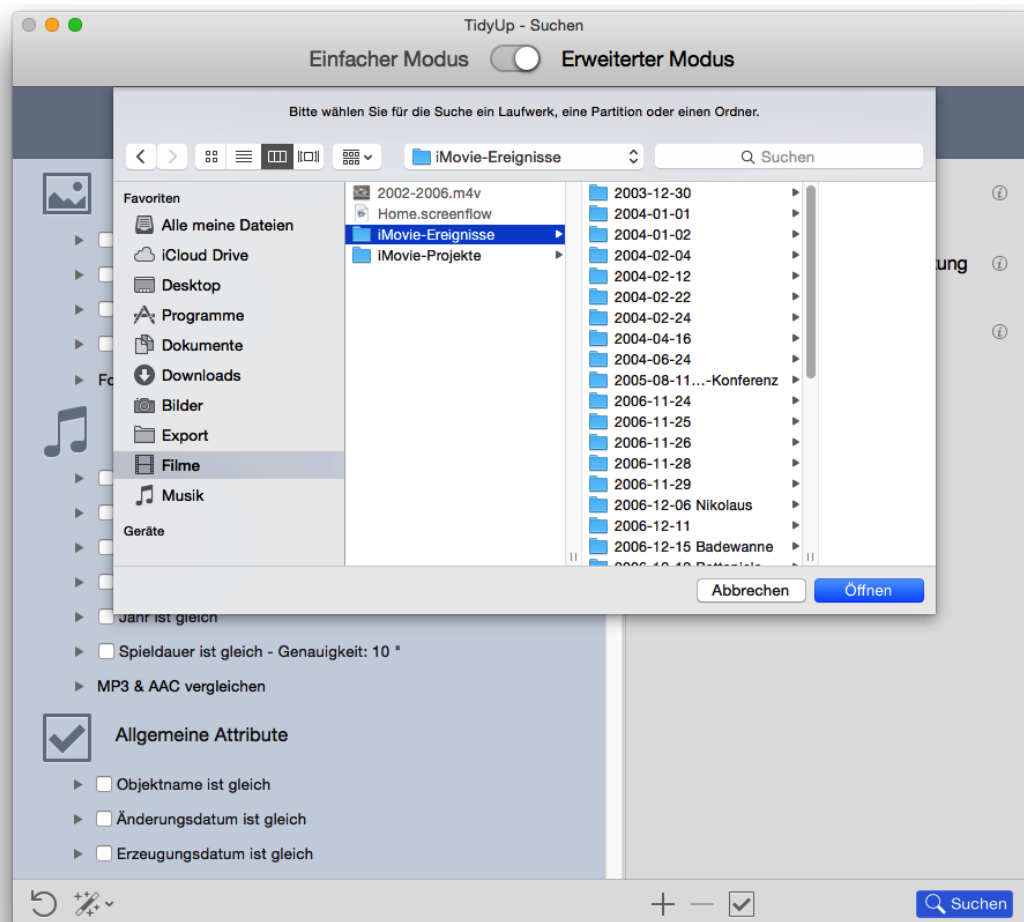 TidyUp - Suchen
Einfacher Modus Erweiterter Modus
Bitte wählen Sie für die Suche ein Laufwerk, eine Partition oder einen Ordner.
iMovie-Ereignisse Suchen
Favoriten
Alle meine Dateien
iCloud Drive
Desktop
Programme
Dokumente
Downloads
Bilder
Export
Filme
Musik
Geräte
2002-2006.m4v
Home.screenflow
iMovie-Ereignisse
iMovie-Projekte
2003-12-30
2004-01-01
2004-01-02
2004-02-04
2004-02-12
2004-02-22
2004-02-24
2004-04-16
2004-06-24
2005-08-11...-Konferenz
2006-11-24
2006-11-25
2006-11-26
2006-11-28
2006-11-29
2006-12-06 Nikolaus
2006-12-11
2006-12-15 Badewanne
Abbrechen Öffnen
Fo
ung
Jahr ist gleich
Spieldauer ist gleich - Genauigkeit: 10 "
MP3 & AAC vergleichen
Allgemeine Attribute
Objektname ist gleich
Änderungsdatum ist gleich
Erzeugungsdatum ist gleich
Suchen